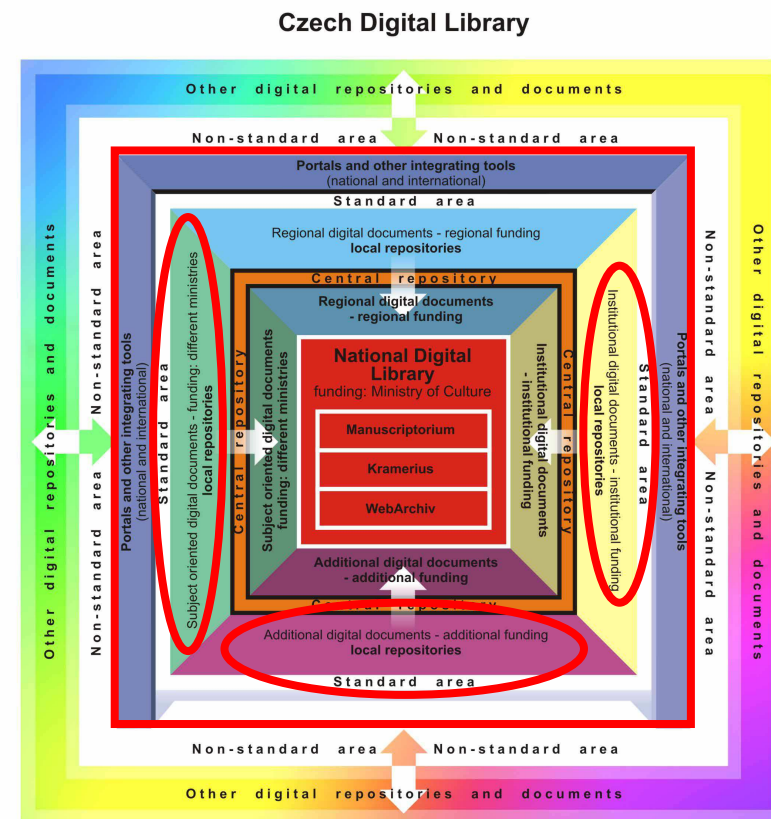 Czech Digital Library
Other digital repositories and documents
Non-standard area Non-standard area
Portals and other integrating tools
(national and international)
Standard area
Regional digital documents - regional funding
local repositories
Central repository
Regional digital documents
- regional funding
Other digital repositories and documents
Non-standard area Non-standard area
Portals and other integrating tools
(national and international)
Standard area
Subject oriented digital documents - funding: different ministries
local repositories
Central repository
Subject oriented digital documents
funding: different ministries
National Digital
Library
funding: Ministry of Culture
Manuscriptorium
Kramerius
WebArchiv
Institutional digital documents
- institutional funding
Central repository
Institutional digital documents - institutional funding
local repositories
Standard area
Portals and other integrating tools
(national and international)
Non-standard area Non-standard area
Other digital repositories and documents
Additional digital documents
- additional funding
Central repository
Additional digital documents - additional funding
local repositories
Standard area
Non-standard area Non-standard area
Other digital repositories and documents